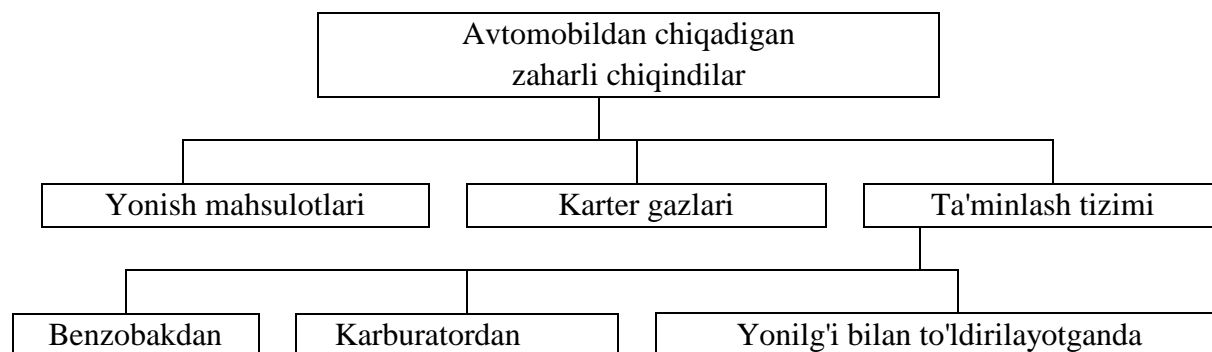 Avtomobildan chiqadigan
zaharli chiqindilar
Yonish mahsulotlari
Karter gazlari
Ta'minlash tizimi
Benzobakdan
Karburatordan
Yonilg'i bilan to'ldirilayotganda